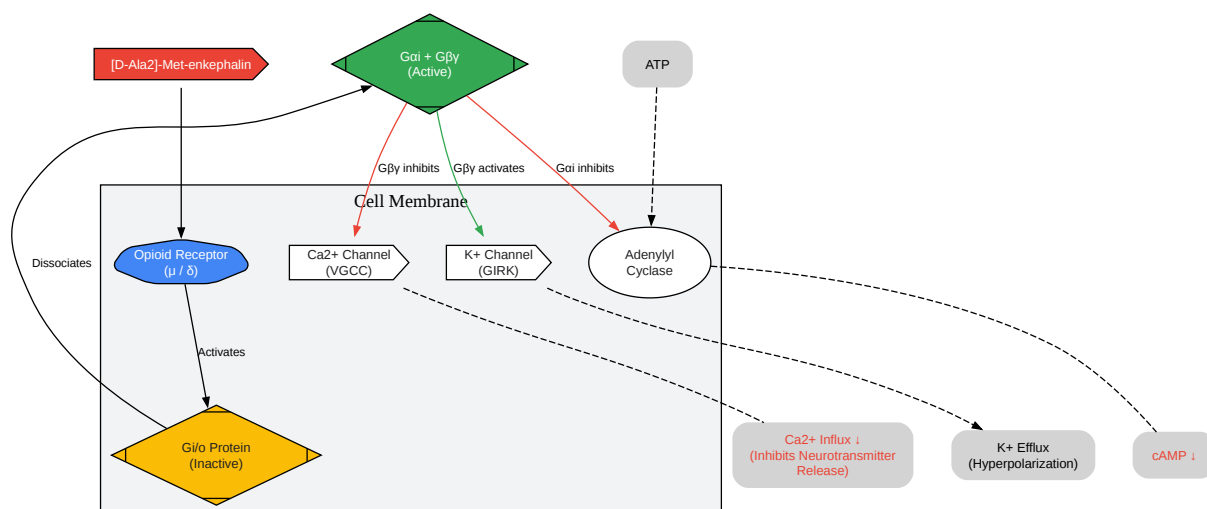 [D-Ala2]-Met-enkephalin
Gαi + Gβγ
(Active)
ATP
Gβγ inhibits
Gβγ activates
Gαi inhibits
Cell Membrane
Dissociates
Opioid Receptor
(μ / δ)
Ca2+ Channel
(VGCC)
K+ Channel
(GIRK)
Adenylyl
Cyclase
Activates
Gi/o Protein
(Inactive)
Ca2+ Influx ↓
(Inhibits Neurotransmitter
Release)
K+ Efflux
(Hyperpolarization)
cAMP ↓